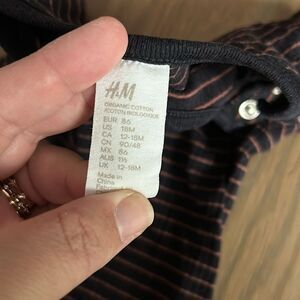 H&M
ORGANIC COTTON
/COTON BIOLOGIQUE
EUR 86
US 18M
CA 12-18M
CN 90/48
MX 86
AUS 1½
UK 12-18M
Made in
China